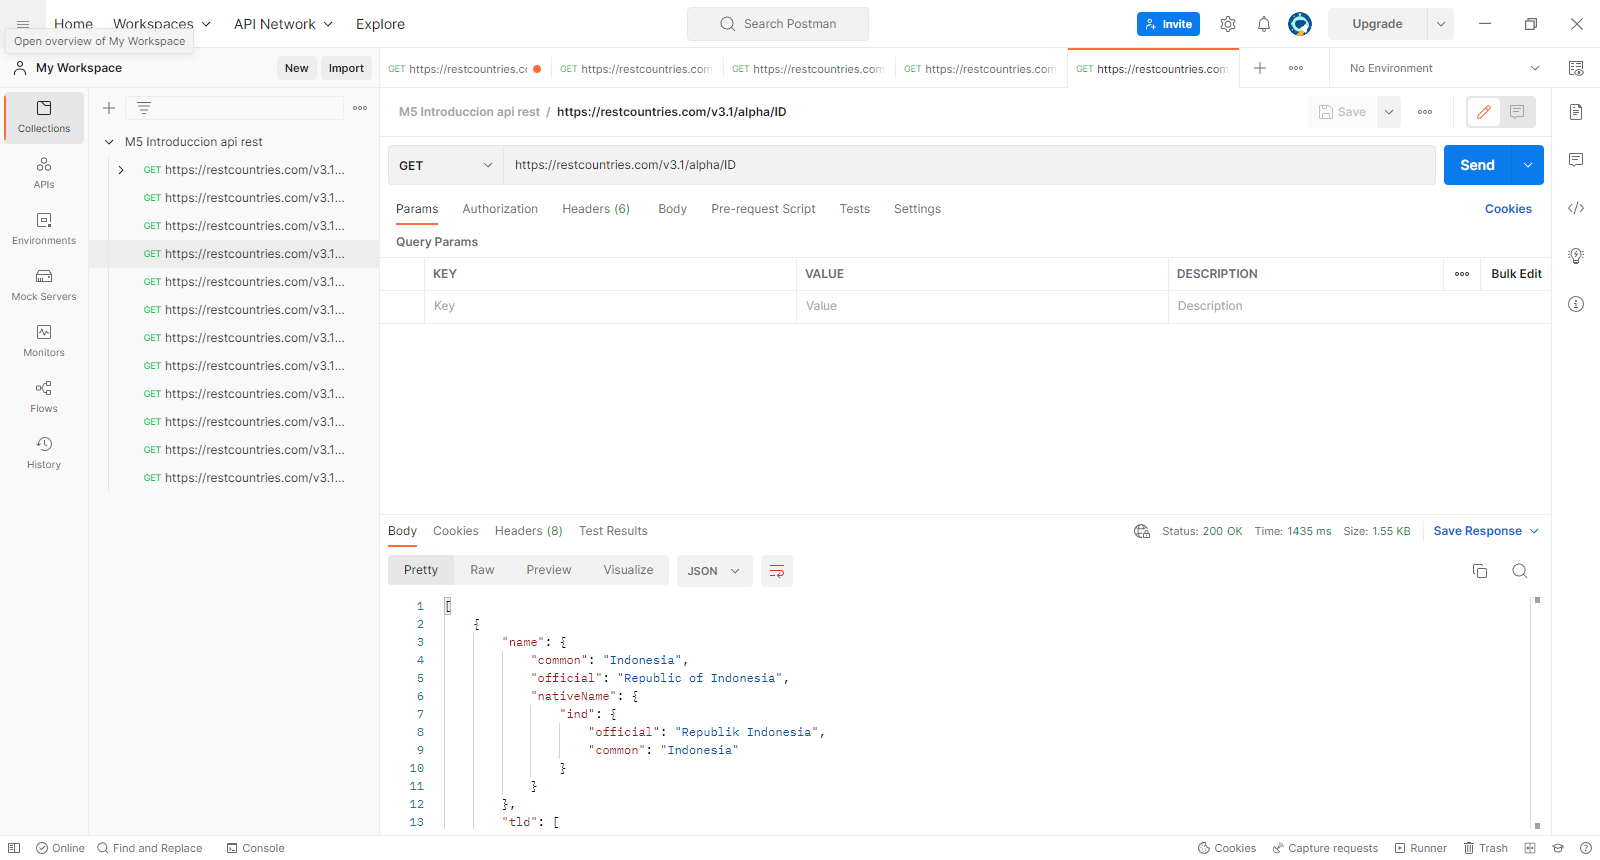 Home Workspaces API Network Explore Search Postman Invite Upgrade
Open overview of My Workspace
My Workspace New Import
GET https://restcountries.c GET https://restcountries.com GET https://restcountries.com GET https://restcountries.com GET https://restcountries.com No Environment
M5 Introduccion api rest / https://restcountries.com/v3.1/alpha/ID Save
Collections
APIs
Environments
Mock Servers
Monitors
Flows
History
M5 Introduccion api rest
GET https://restcountries.com/v3.1...
GET https://restcountries.com/v3.1...
GET https://restcountries.com/v3.1...
GET https://restcountries.com/v3.1...
GET https://restcountries.com/v3.1...
GET https://restcountries.com/v3.1...
GET https://restcountries.com/v3.1...
GET https://restcountries.com/v3.1...
GET https://restcountries.com/v3.1...
GET https://restcountries.com/v3.1...
GET https://restcountries.com/v3.1...
GET https://restcountries.com/v3.1...
GET https://restcountries.com/v3.1/alpha/ID Send
Params Authorization Headers (6) Body Pre-request Script Tests Settings Cookies
Query Params
KEY VALUE DESCRIPTION Bulk Edit
Key Value Description
Body Cookies Headers (8) Test Results Status: 200 OK Time: 1435 ms Size: 1.55 KB Save Response
Pretty Raw Preview Visualize JSON
1 [
2 {
3 "name": {
4 "common": "Indonesia",
5 "official": "Republic of Indonesia",
6 "nativeName": {
7 "ind": {
8 "official": "Republik Indonesia",
9 "common": "Indonesia"
10 }
11 }
12 },
13 "tld": [
Online Find and Replace Console Cookies Capture requests Runner Trash